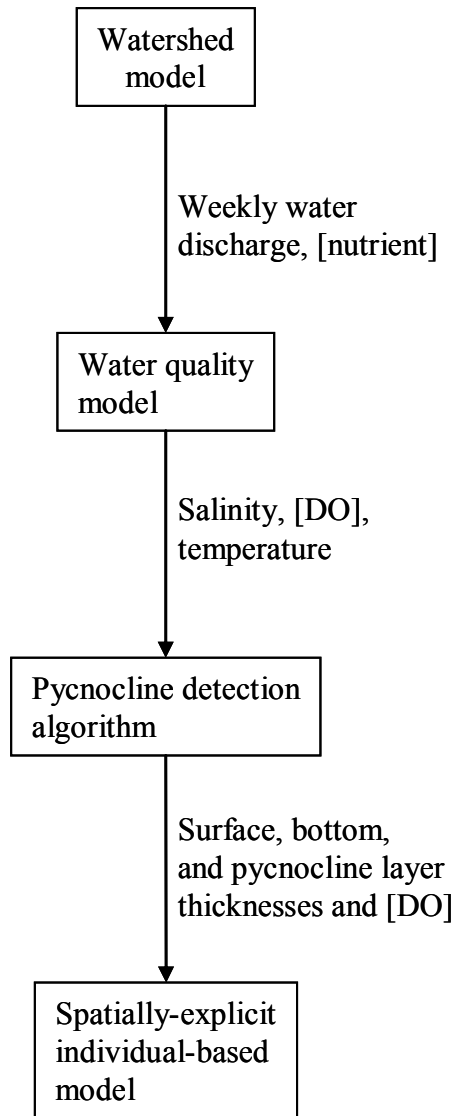 Watershed
model
Weekly water
discharge, [nutrient]
Water quality
model
Salinity, [DO],
temperature
Pycnocline detection
algorithm
Surface, bottom,
and pycnocline layer
thicknesses and [DO]
Spatially-explicit
individual-based
model